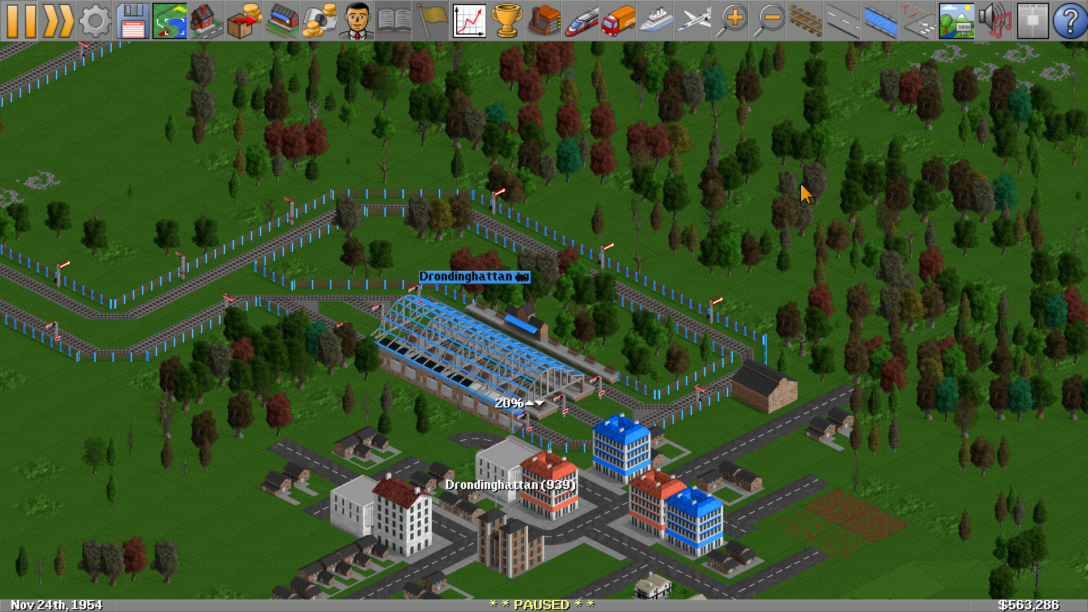 Drondinghattan
20%
Drondinghattan (939)
Nov 24th, 1954
* * PAUSED * *
$563,286